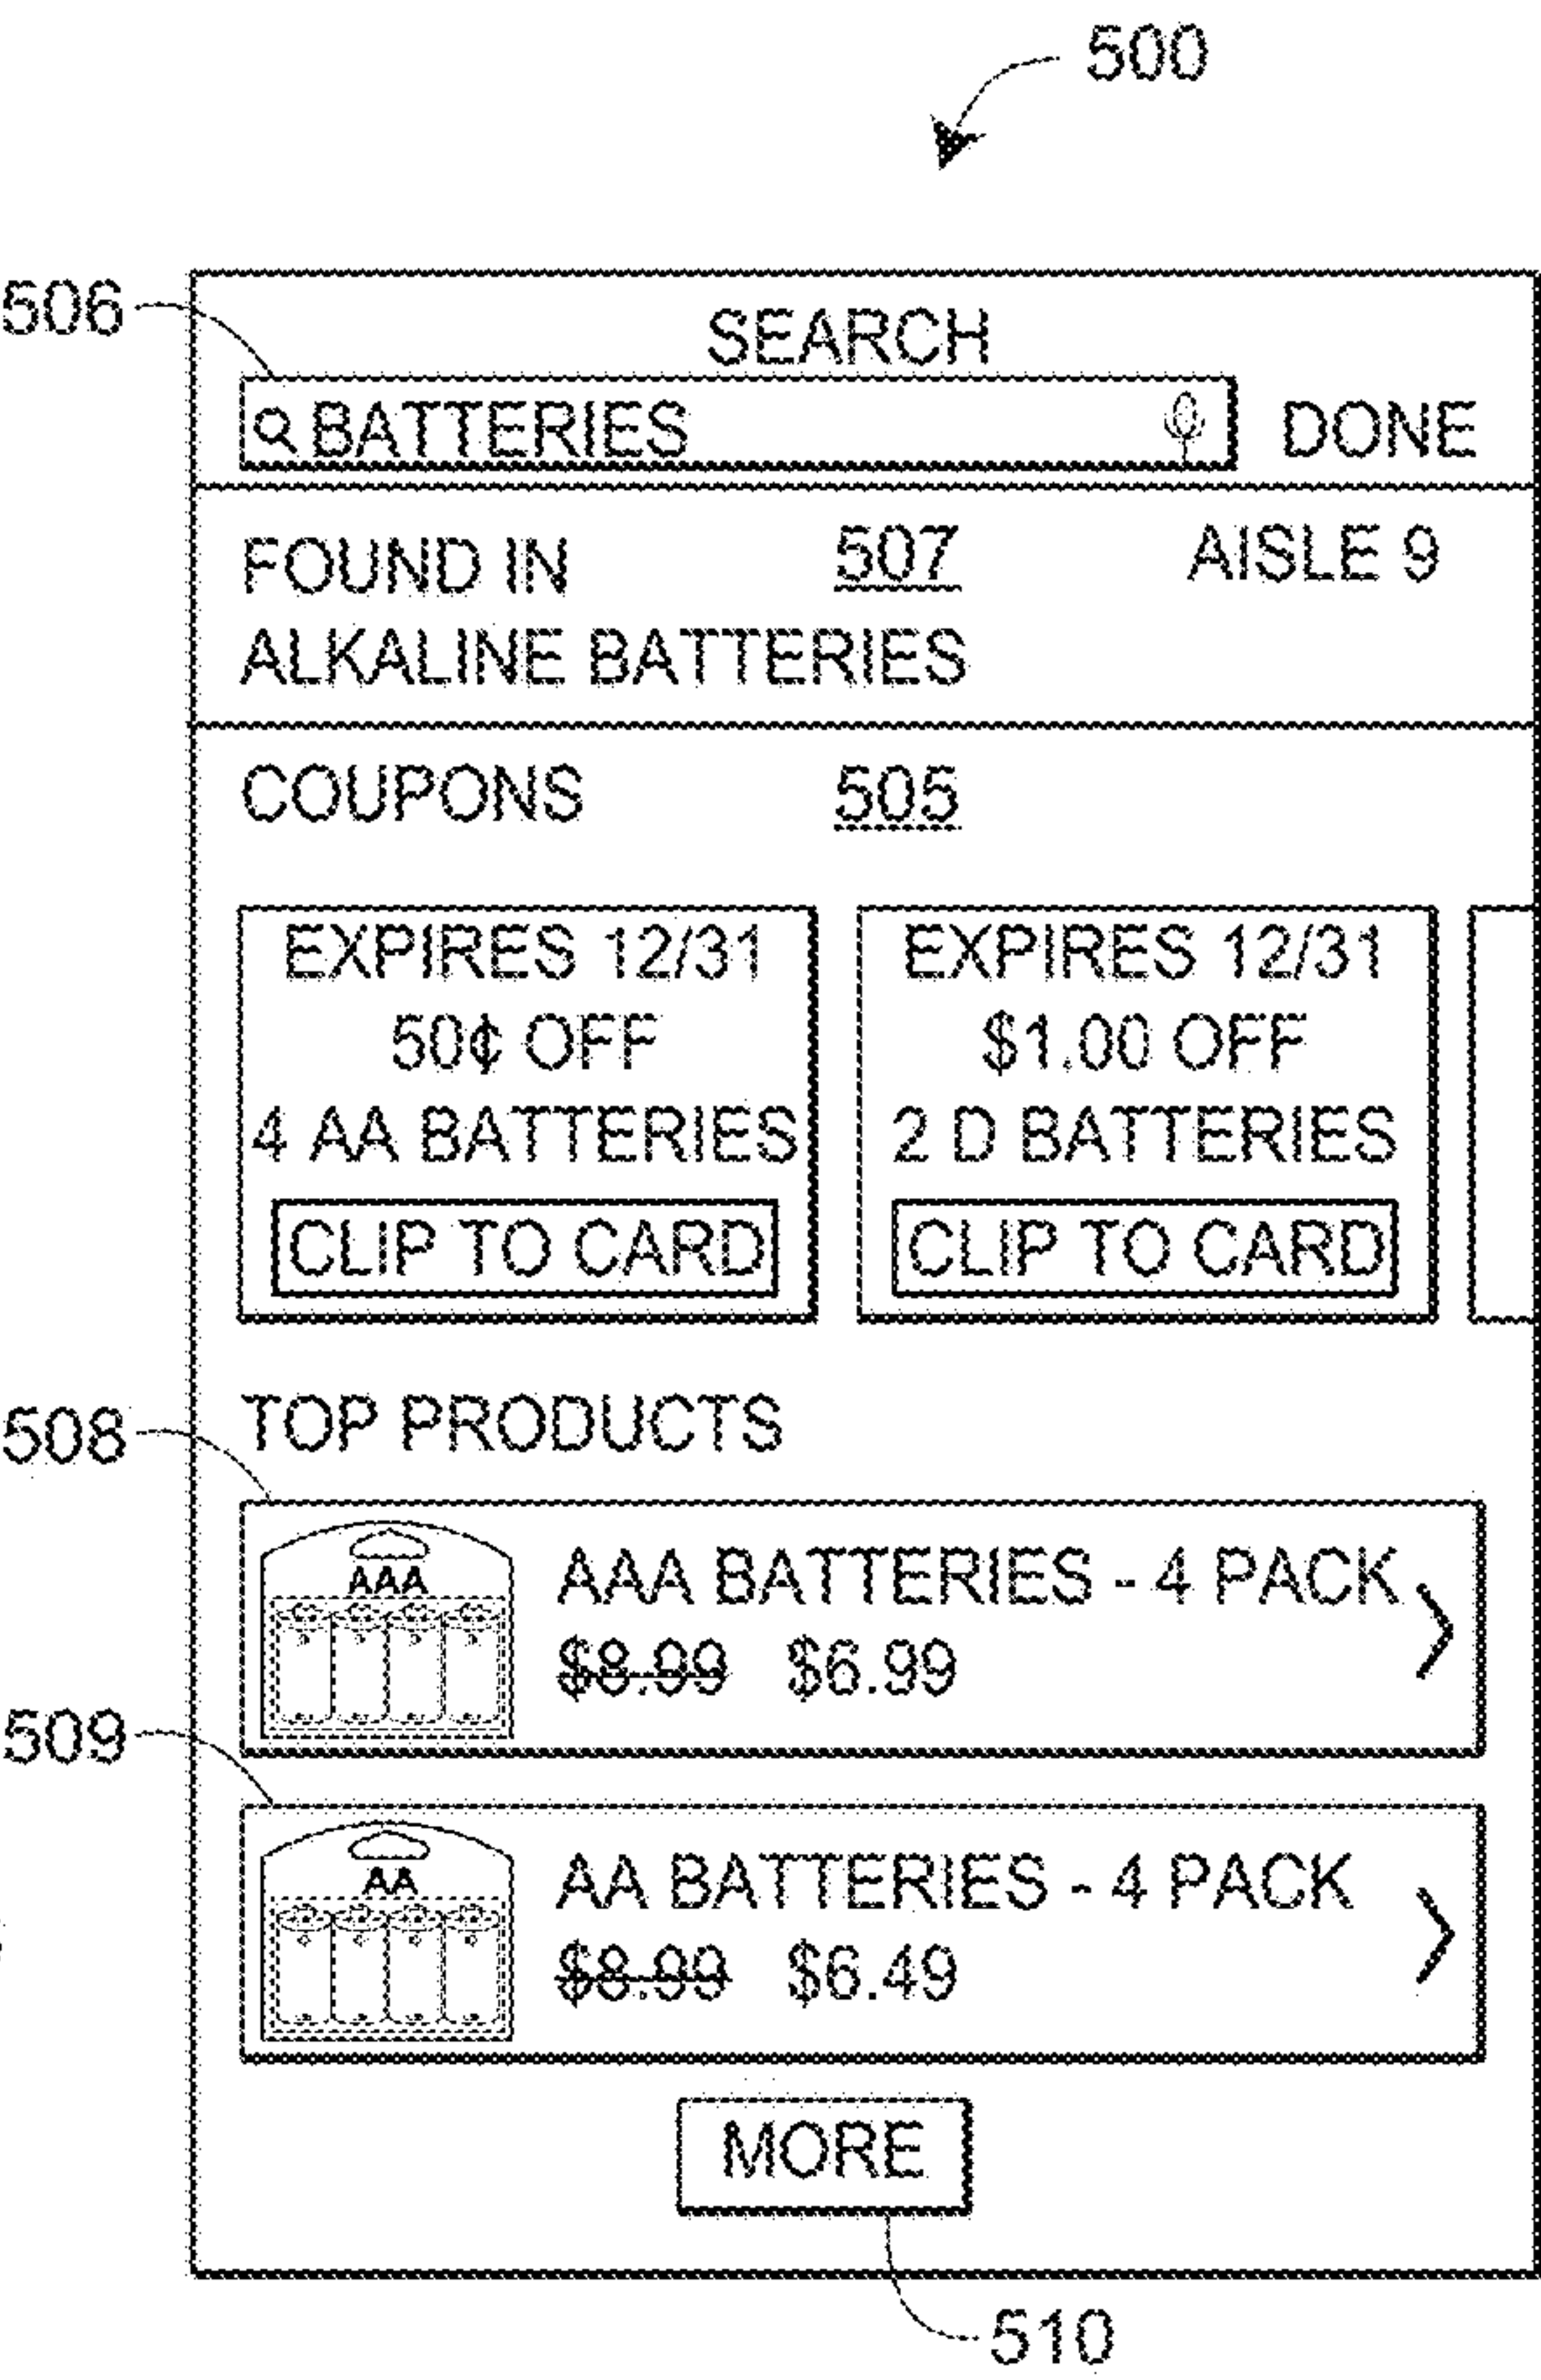 500
506
SEARCH
BATTERIES DONE
FOUND IN 507 AISLE 9
ALKALINE BATTERIES
COUPONS 505
EXPIRES 12/31 EXPIRES 12/31
50¢ OFF $1.00 OFF
4 AA BATTERIES 2 D BATTERIES
CLIP TO CARD CLIP TO CARD
508 TOP PRODUCTS
AAA AAA BATTERIES - 4 PACK
$8.99 $6.99
509
AA AA BATTERIES - 4 PACK
$8.99 $6.49
MORE
510